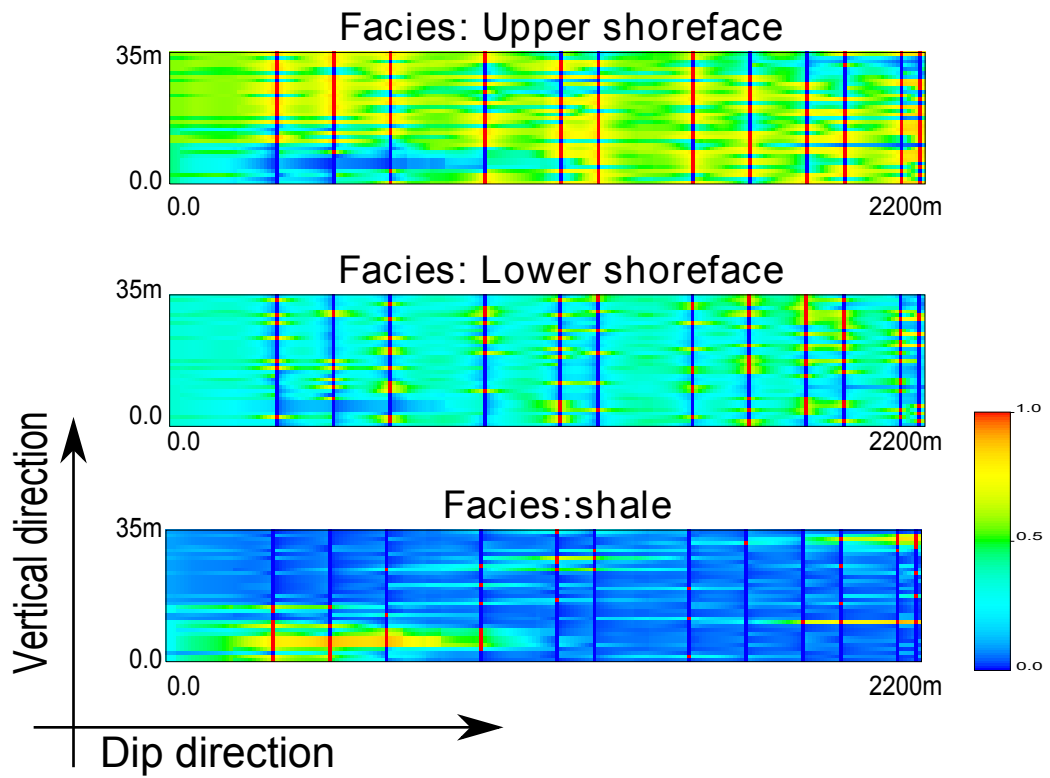 Facies: Upper shoreface
35m
0.0
0.0 2200m
Facies: Lower shoreface
35m
0.0
0.0 2200m
1.0
0.5
0.0
Facies:shale
35m
0.0
0.0 2200m
Vertical direction
Dip direction